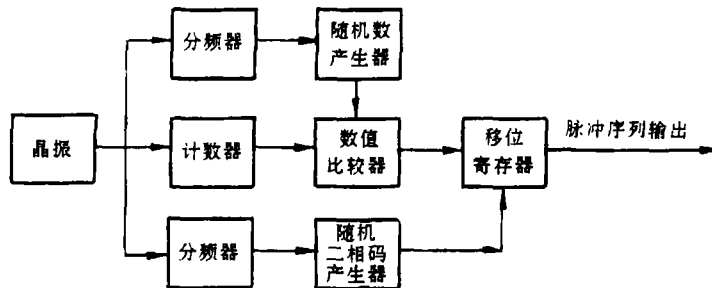 分频器
随机数
产生器
晶振
计数器
数值
比较器
移位
寄存器
脉冲序列输出
分频器
随机
二相码
产生器